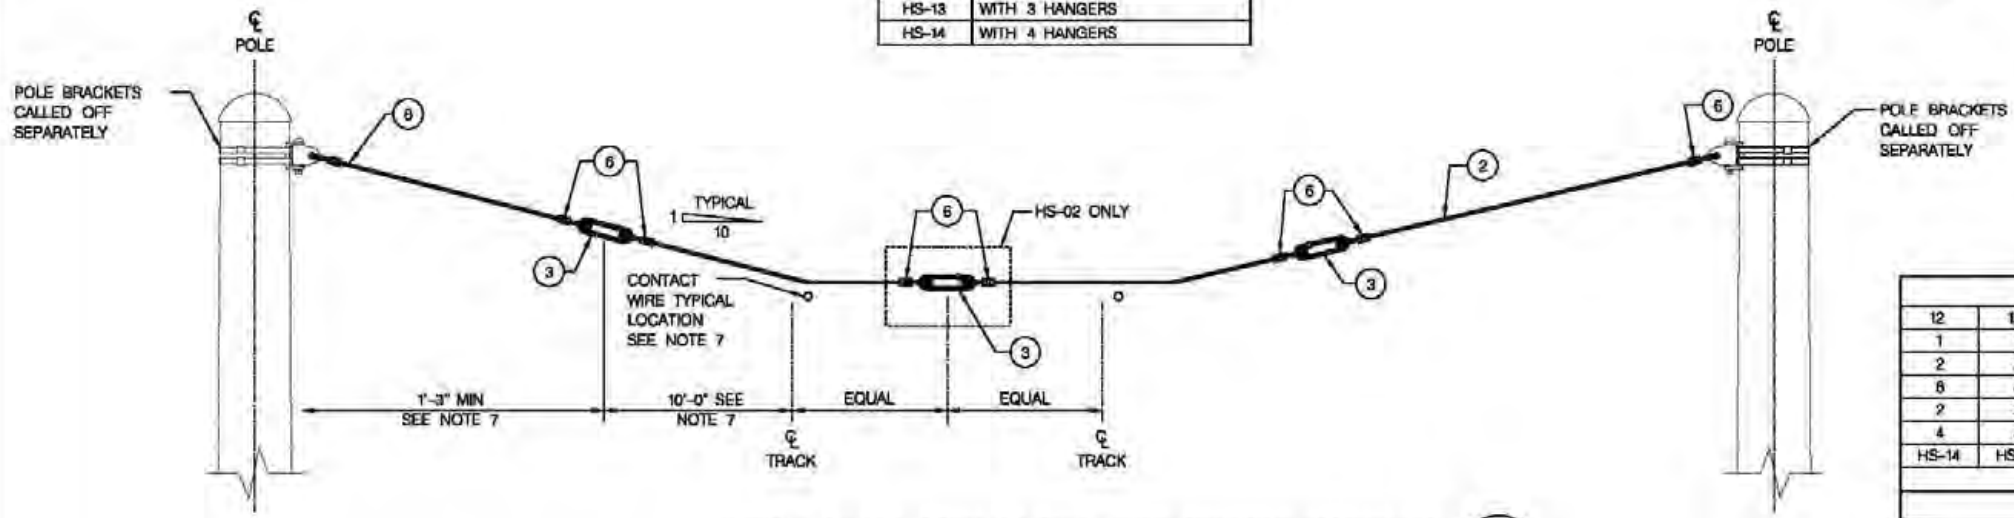 HS-13 WITH 3 HANGERS
HS-14 WITH 4 HANGERS
℄
POLE
℄
POLE
POLE BRACKETS
CALLED OFF
SEPARATELY
POLE BRACKETS
CALLED OFF
SEPARATELY
6
6
6
2
6
6
TYPICAL
1
10
HS-02 ONLY
3
3
3
CONTACT
WIRE TYPICAL
LOCATION
SEE NOTE 7
1'-3" MIN
SEE NOTE 7
10'-0" SEE
NOTE 7
EQUAL
EQUAL
℄
TRACK
℄
TRACK
12
1
2
2
4
HS-14